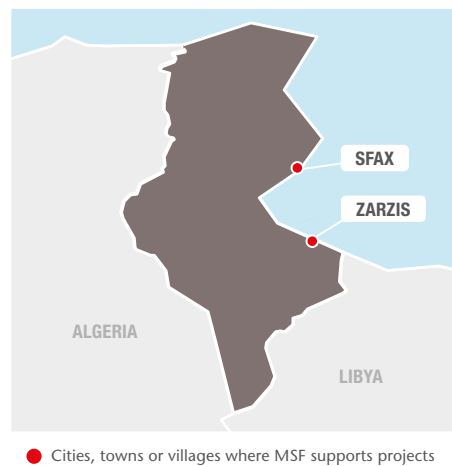 SFAX
ZARZIS
ALGERIA
LIBYA
Cities, towns or villages where MSF supports projects